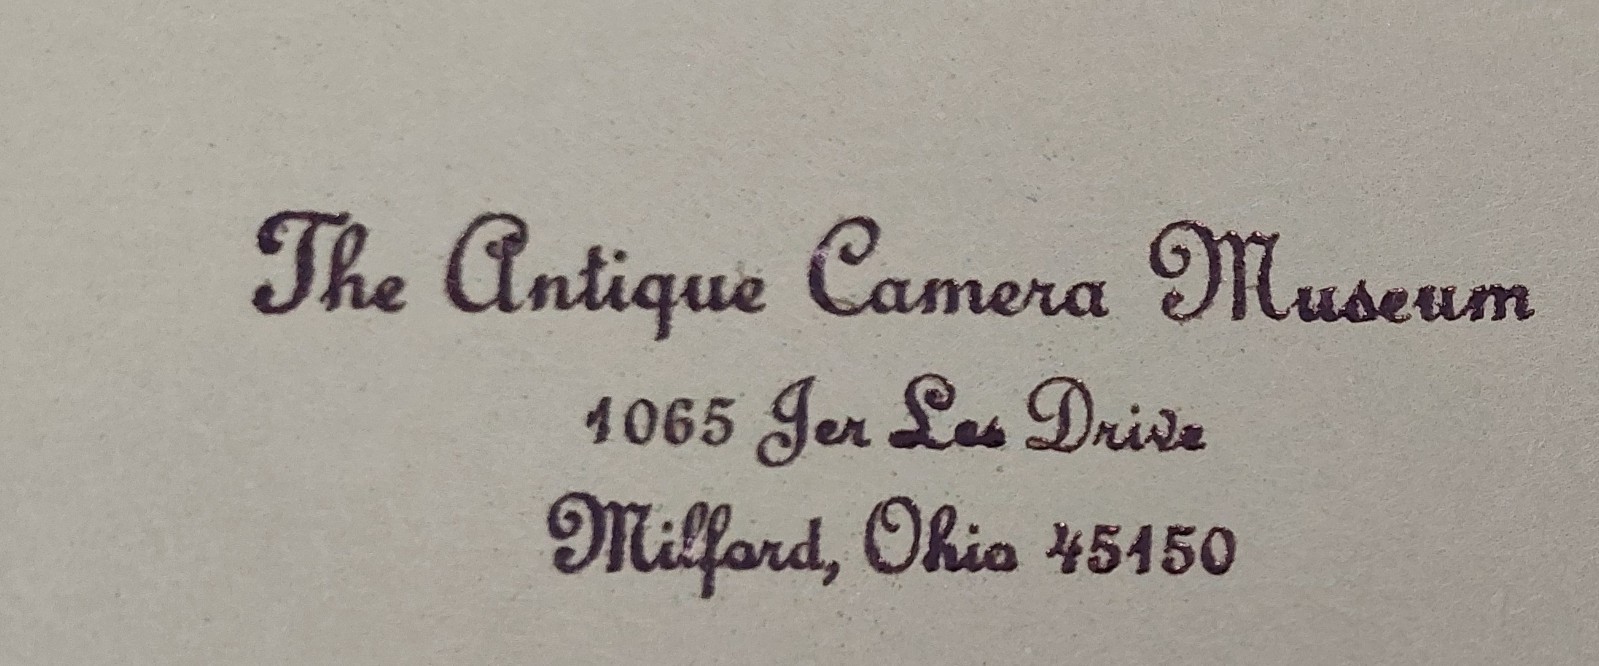 The Antique Camera Museum
1065 Jer Les Drive
Milford, Ohio 45150